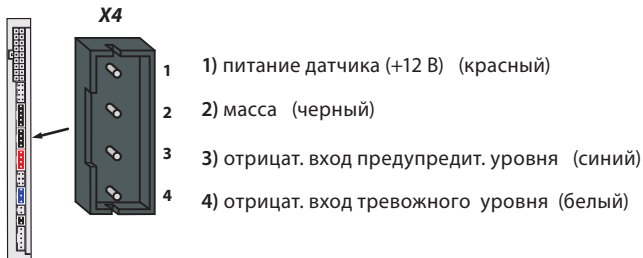 X4
1
2
3
4
1) питание датчика (+12 В) (красный)
2) масса (черный)
3) отрицат. вход предупредит. уровня (синий)
4) отрицат. вход тревожного уровня (белый)